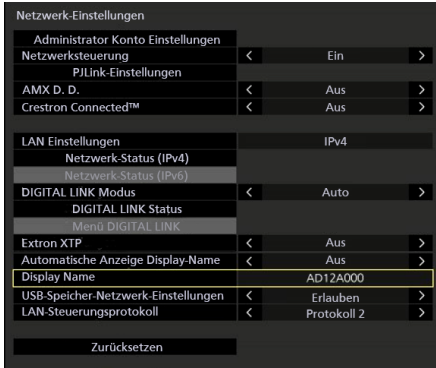 Netzwerk-Einstellungen
Administrator Konto Einstellungen
Netzwerksteuerung < Ein >
PJLink-Einstellungen
AMX D. D. < Aus >
Crestron Connected™ < Aus >
LAN Einstellungen IPv4
Netzwerk-Status (IPv4)
Netzwerk-Status (IPv6)
DIGITAL LINK Modus < Auto >
DIGITAL LINK Status
Menü DIGITAL LINK
Extron XTP < Aus >
Automatische Anzeige Display-Name < Aus >
Display Name AD12A000
USB-Speicher-Netzwerk-Einstellungen < Erlauben >
LAN-Steuerungsprotokoll < Protokoll 2 >
Zurücksetzen